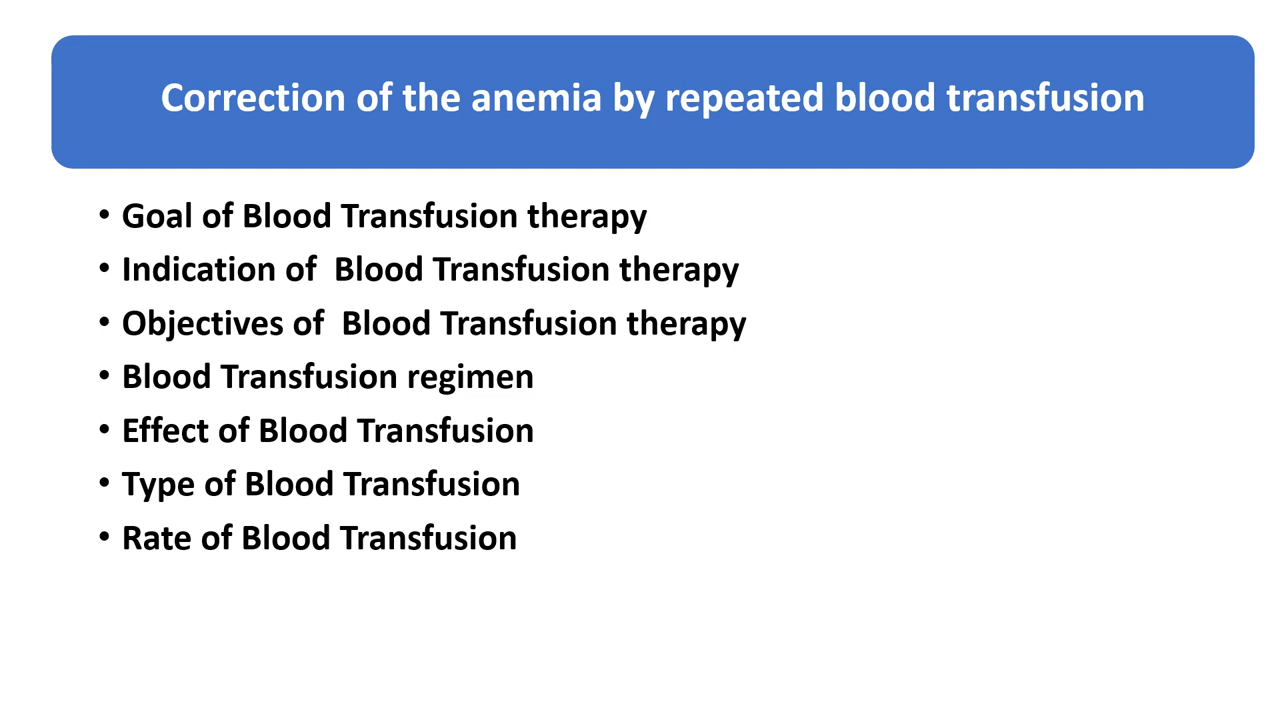 Correction of the anemia by repeated blood transfusion
• Goal of Blood Transfusion therapy
• Indication of  Blood Transfusion therapy
• Objectives of  Blood Transfusion therapy
• Blood Transfusion regimen
• Effect of Blood Transfusion
• Type of Blood Transfusion
• Rate of Blood Transfusion